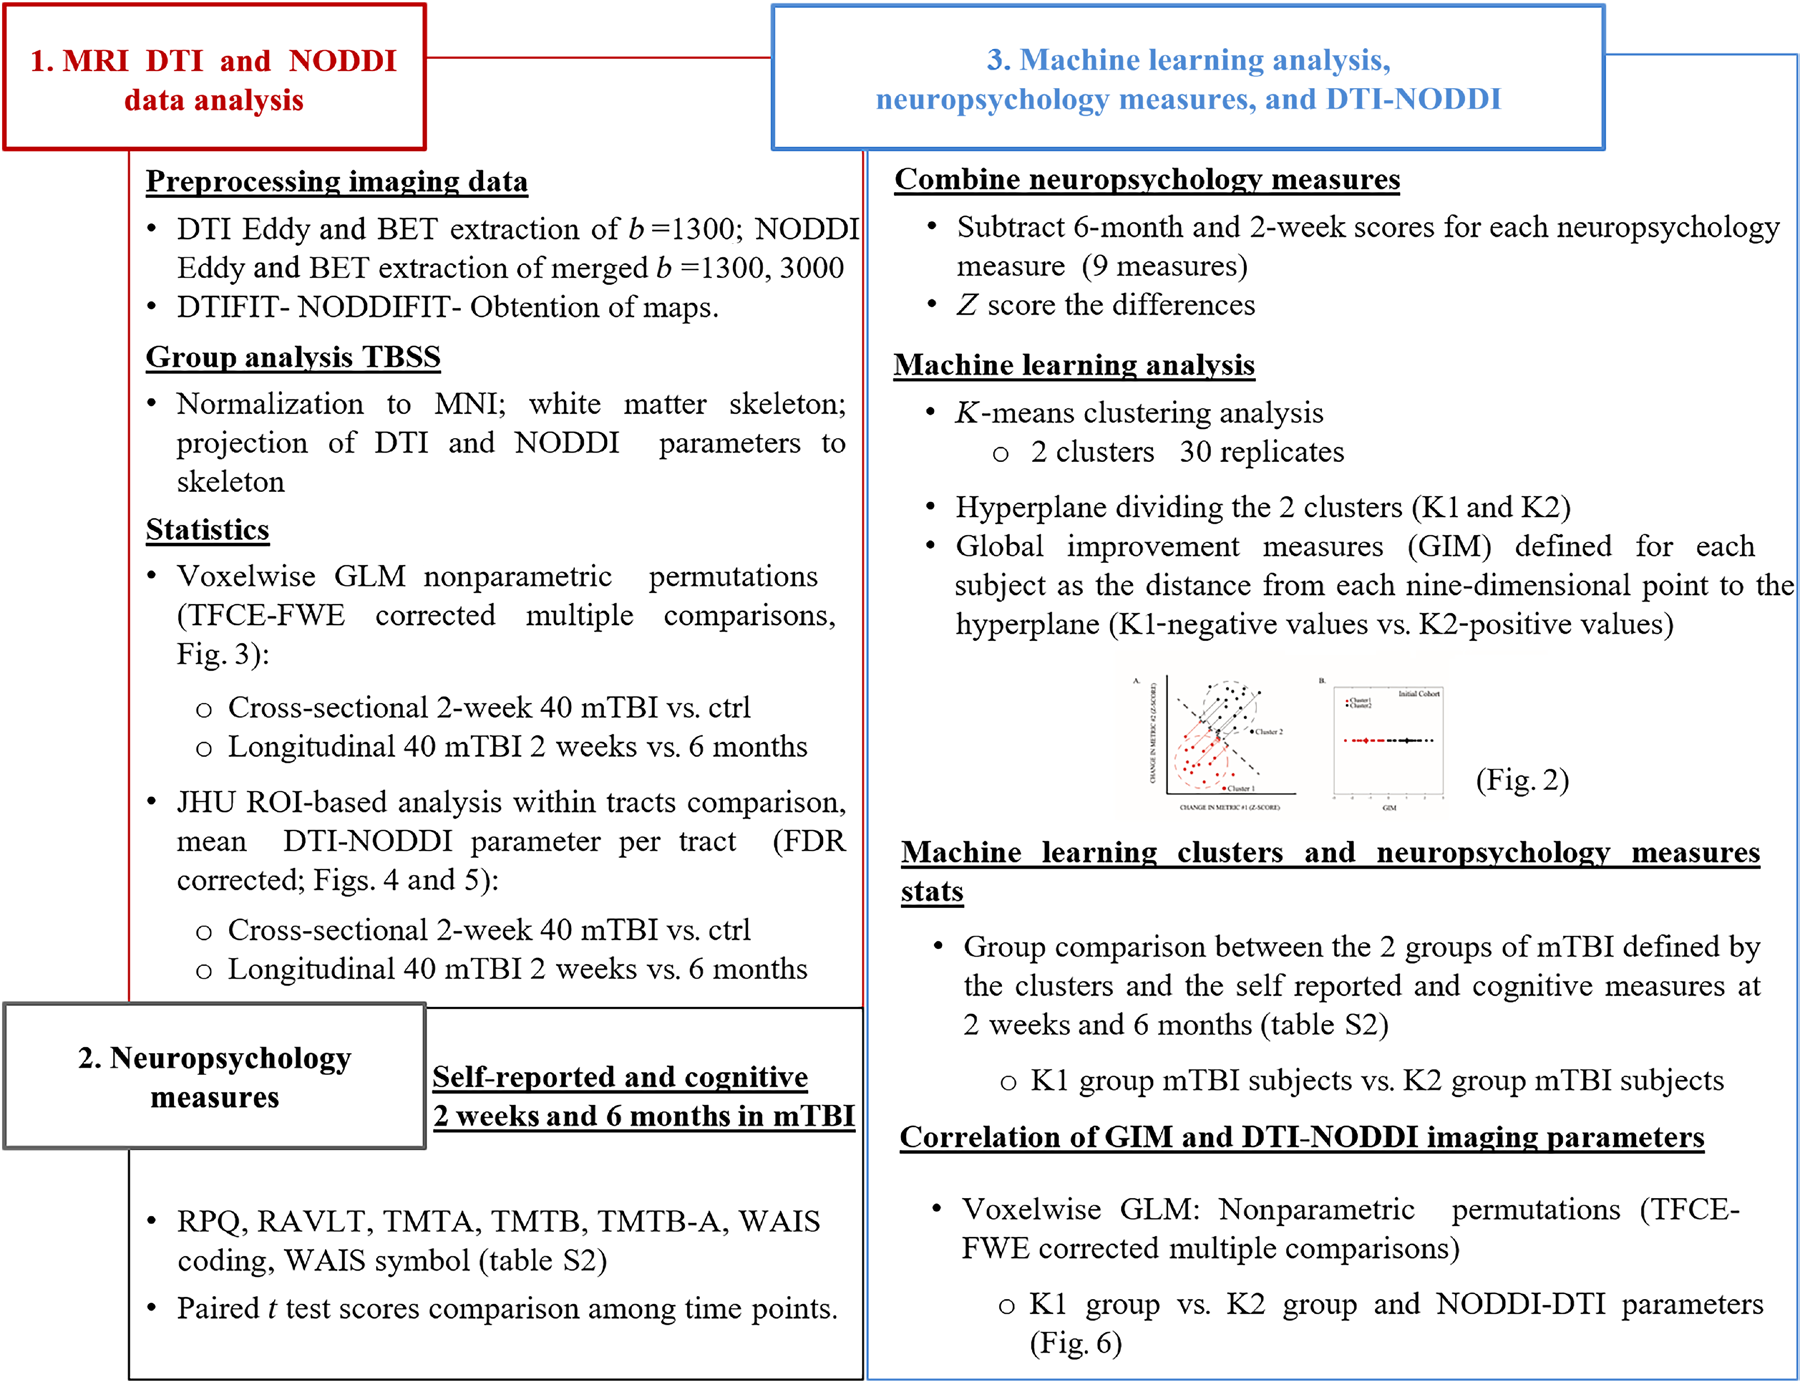 1. MRI DTI and NODDI
data analysis
Preprocessing imaging data
• DTI Eddy and BET extraction of b =1300; NODDI
Eddy and BET extraction of merged b =1300, 3000
• DTIFIT- NODDIFIT- Obtention of maps.
Group analysis TBSS
• Normalization to MNI; white matter skeleton;
projection of DTI and NODDI parameters to
skeleton
Statistics
• Voxelwise GLM nonparametric permutations
(TFCE-FWE corrected multiple comparisons,
Fig. 3):
o Cross-sectional 2-week 40 mTBI vs. ctrl
o Longitudinal 40 mTBI 2 weeks vs. 6 months
• JHU ROI-based analysis within tracts comparison,
mean DTI-NODDI parameter per tract (FDR
corrected; Figs. 4 and 5):
o Cross-sectional 2-week 40 mTBI vs. ctrl
o Longitudinal 40 mTBI 2 weeks vs. 6 months
2. Neuropsychology
measures
Self-reported and cognitive
2 weeks and 6 months in mTBI
• RPQ, RAVLT, TMTA, TMTB, TMTB-A, WAIS
coding, WAIS symbol (table S2)
• Paired t test scores comparison among time points.
3. Machine learning analysis,
neuropsychology measures, and DTI-NODDI
Combine neuropsychology measures
• Subtract 6-month and 2-week scores for each neuropsychology
measure (9 measures)
• Z score the differences
Machine learning analysis
• K-means clustering analysis
o 2 clusters 30 replicates
• Hyperplane dividing the 2 clusters (K1 and K2)
• Global improvement measures (GIM) defined for each
subject as the distance from each nine-dimensional point to the
hyperplane (K1-negative values vs. K2-positive values)
A.
CHANGE IN METRIC #2 (Z-SCORE)
Cluster 2
Cluster 1
CHANGE IN METRIC #1 (Z-SCORE)
B.
Initial Cohort
Cluster1
Cluster2
GIM
(Fig. 2)
Machine learning clusters and neuropsychology measures
stats
• Group comparison between the 2 groups of mTBI defined by
the clusters and the self reported and cognitive measures at
2 weeks and 6 months (table S2)
o K1 group mTBI subjects vs. K2 group mTBI subjects
Correlation of GIM and DTI-NODDI imaging parameters
• Voxelwise GLM: Nonparametric permutations (TFCE-
FWE corrected multiple comparisons)
o K1 group vs. K2 group and NODDI-DTI parameters
(Fig. 6)